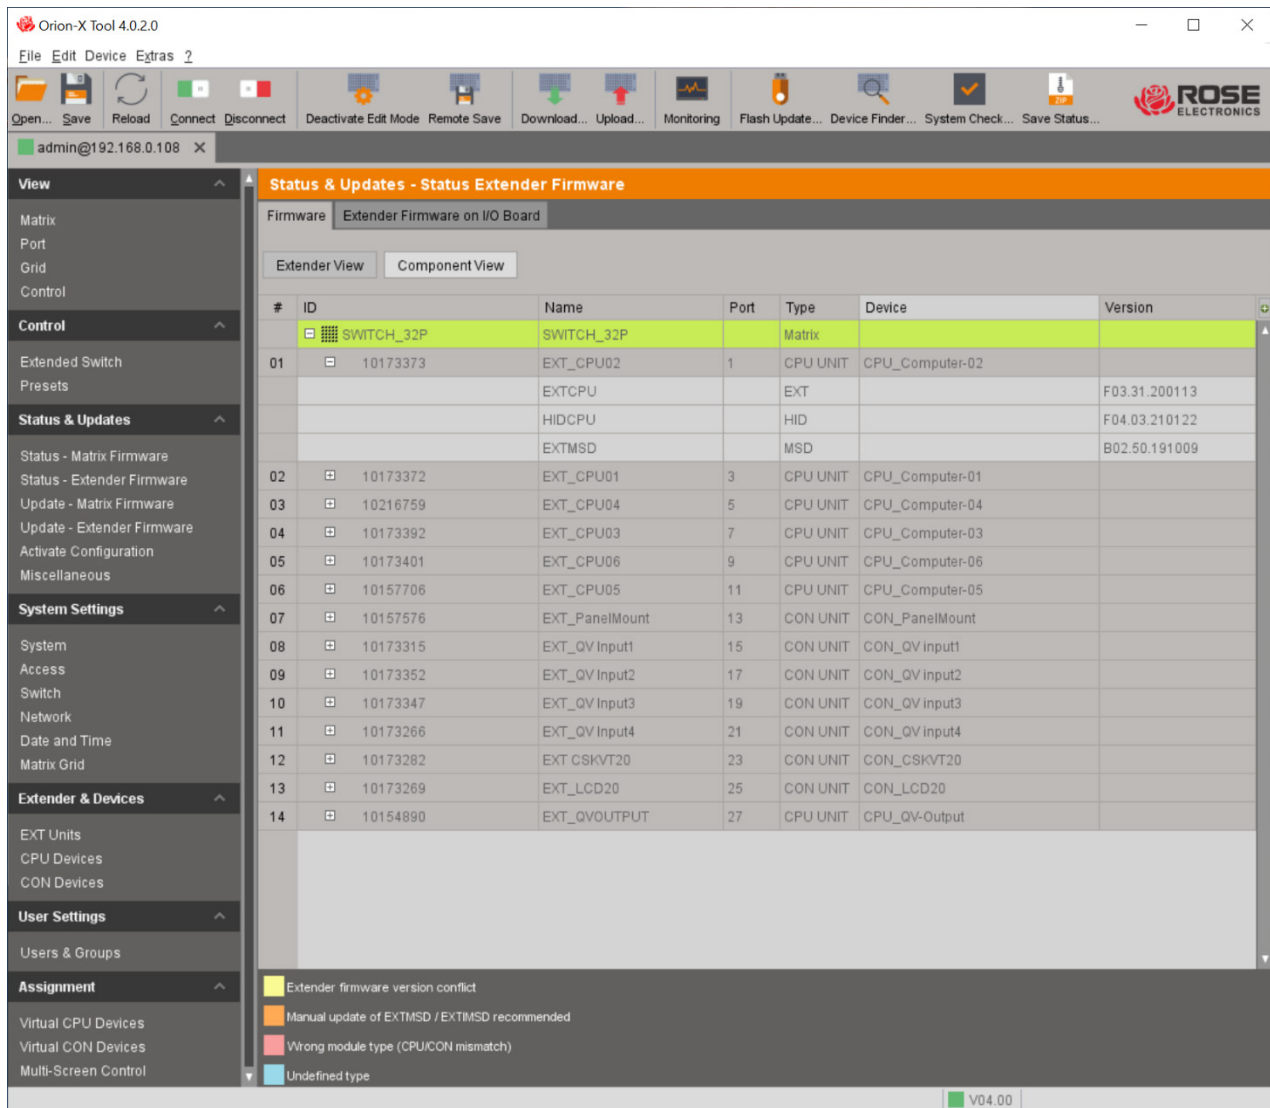 Orion-X Tool 4.0.2.0
File Edit Device Extras ?
Open... Save Reload Connect Disconnect Deactivate Edit Mode Remote Save Download... Upload... Monitoring Flash Update... Device Finder... System Check... Save Status...
ZIP
ROSE
ELECTRONICS
admin@192.168.0.108
View
Matrix
Port
Grid
Control
Control
Extended Switch
Presets
Status & Updates
Status - Matrix Firmware
Status - Extender Firmware
Update - Matrix Firmware
Update - Extender Firmware
Activate Configuration
Miscellaneous
System Settings
System
Access
Switch
Network
Date and Time
Matrix Grid
Extender & Devices
EXT Units
CPU Devices
CON Devices
User Settings
Users & Groups
Assignment
Virtual CPU Devices
Virtual CON Devices
Multi-Screen Control
Status & Updates - Status Extender Firmware
Firmware Extender Firmware on I/O Board
Extender View Component View
# ID Name Port Type Device Version
SWITCH_32P SWITCH_32P Matrix
01 10173373 EXT_CPU02 1 CPU UNIT CPU_Computer-02
EXTCPU EXT F03.31.200113
HIDCPU HID F04.03.210122
EXTMSD MSD B02.50.191009
02 10173372 EXT_CPU01 3 CPU UNIT CPU_Computer-01
03 10216759 EXT_CPU04 5 CPU UNIT CPU_Computer-04
04 10173392 EXT_CPU03 7 CPU UNIT CPU_Computer-03
05 10173401 EXT_CPU06 9 CPU UNIT CPU_Computer-06
06 10157706 EXT_CPU05 11 CPU UNIT CPU_Computer-05
07 10157576 EXT_PanelMount 13 CON UNIT CON_PanelMount
08 10173315 EXT_QV Input1 15 CON UNIT CON_QV input1
09 10173352 EXT_QV Input2 17 CON UNIT CON_QV input2
10 10173347 EXT_QV Input3 19 CON UNIT CON_QV input3
11 10173266 EXT_QV Input4 21 CON UNIT CON_QV input4
12 10173282 EXT CSKVT20 23 CON UNIT CON_CSKVT20
13 10173269 EXT_LCD20 25 CON UNIT CON_LCD20
14 10154890 EXT_QVOUTPUT 27 CPU UNIT CPU_QV-Output
Extender firmware version conflict
Manual update of EXTMSD / EXTIMSD recommended
Wrong module type (CPU/CON mismatch)
Undefined type
V04.00